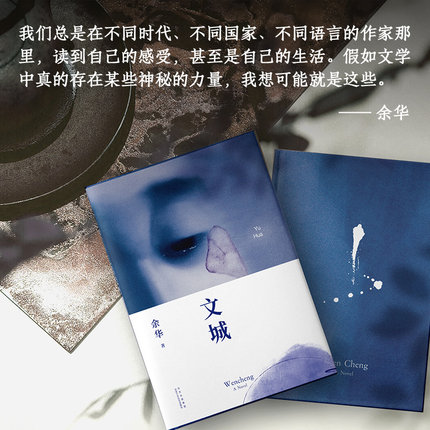 我们总是在不同时代、不同国家、不同语言的作家那
里，读到自己的感受，甚至是自己的生活。假如文学
中真的存在某些神秘的力量，我想可能就是这些。
——余华
Yu
Hua
文城
余华 著
Wencheng
A Novel
en Cheng
Novel